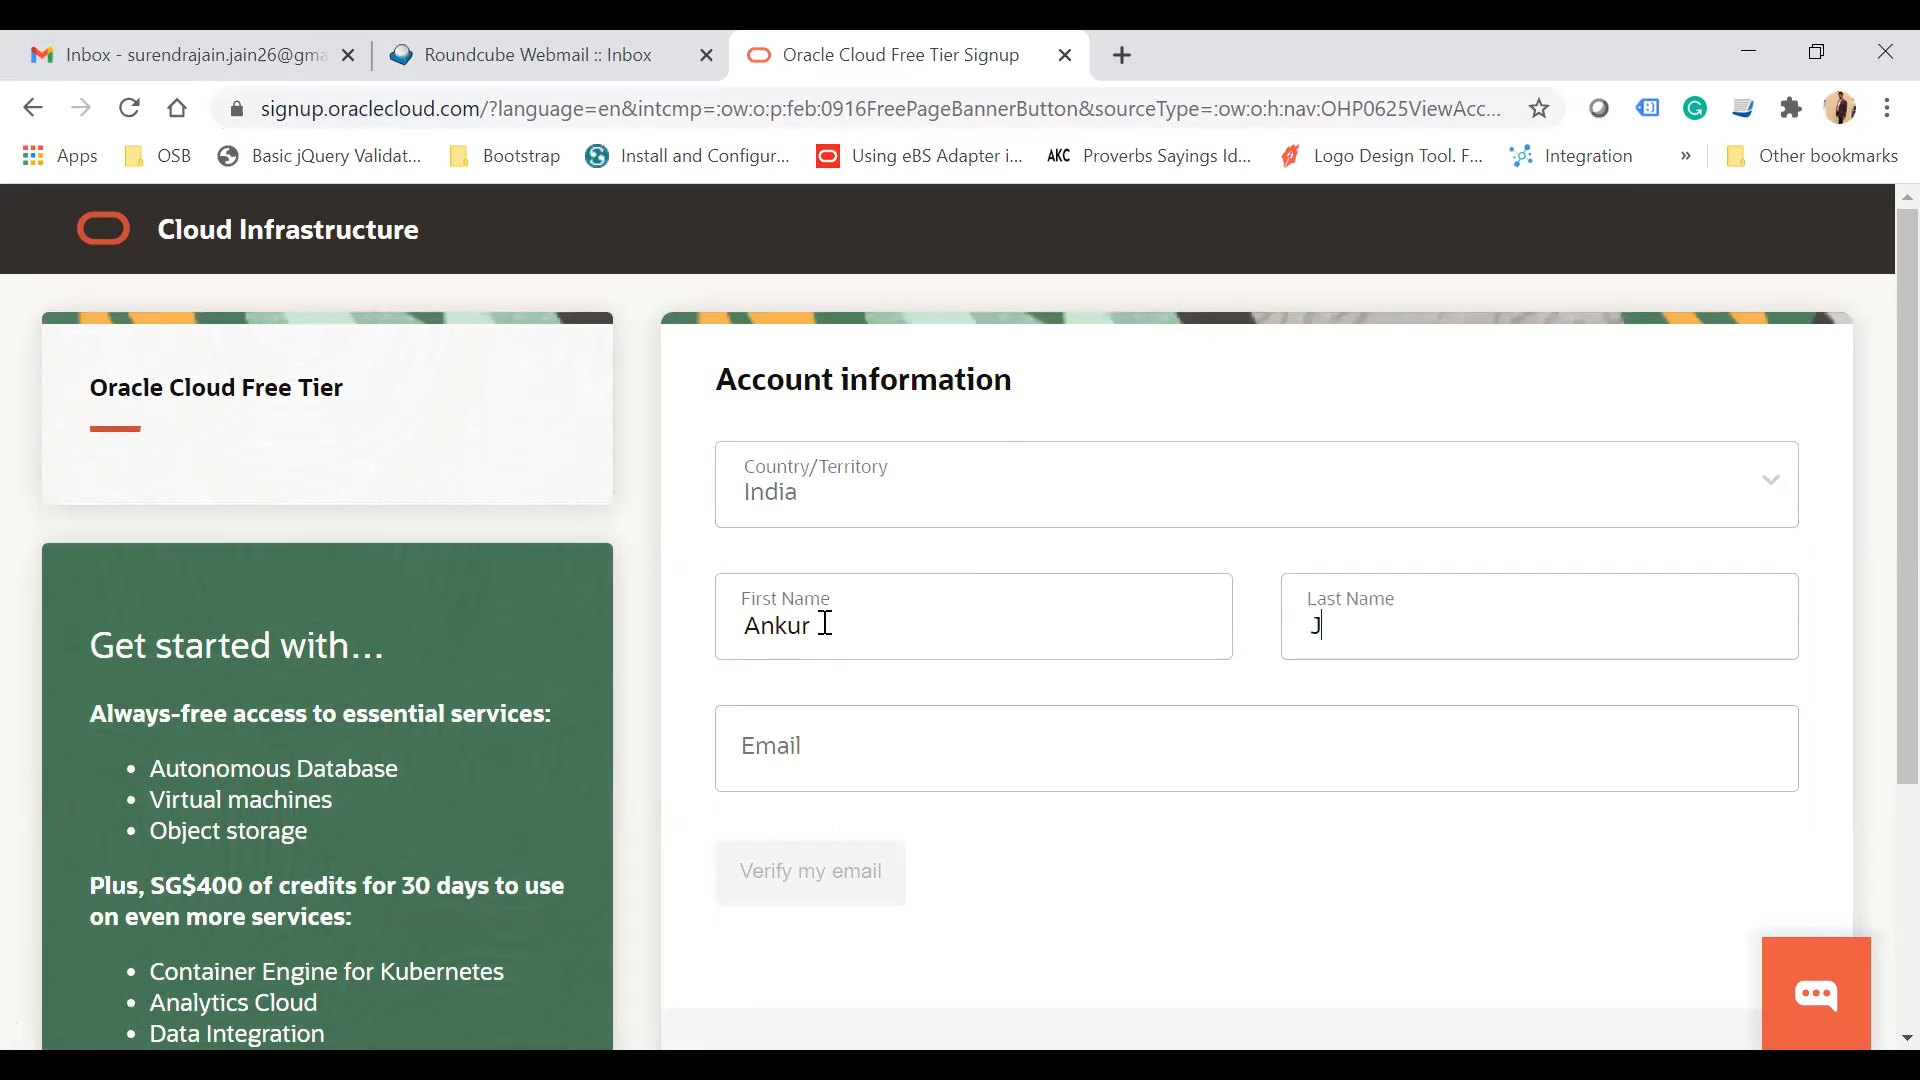 Inbox - surendrajain.jain26@gma
Roundcube Webmail :: Inbox
Oracle Cloud Free Tier Signup
signup.oraclecloud.com/?language=en&intcmp=:ow:o:p:feb:0916FreePageBannerButton&sourceType=:ow:o:h:nav:OHP0625ViewAcc...
Apps
OSB
Basic jQuery Validat...
Bootstrap
Install and Configur...
Using eBS Adapter i...
AKC
Proverbs Sayings Id...
Logo Design Tool. F...
Integration
»
Other bookmarks
Cloud Infrastructure
Oracle Cloud Free Tier
Get started with...
Always-free access to essential services:
• Autonomous Database
• Virtual machines
• Object storage
Plus, SG$400 of credits for 30 days to use
on even more services:
• Container Engine for Kubernetes
• Analytics Cloud
• Data Integration
Account information
Country/Territory
India
First Name
Ankur
Last Name
J
Email
Verify my email